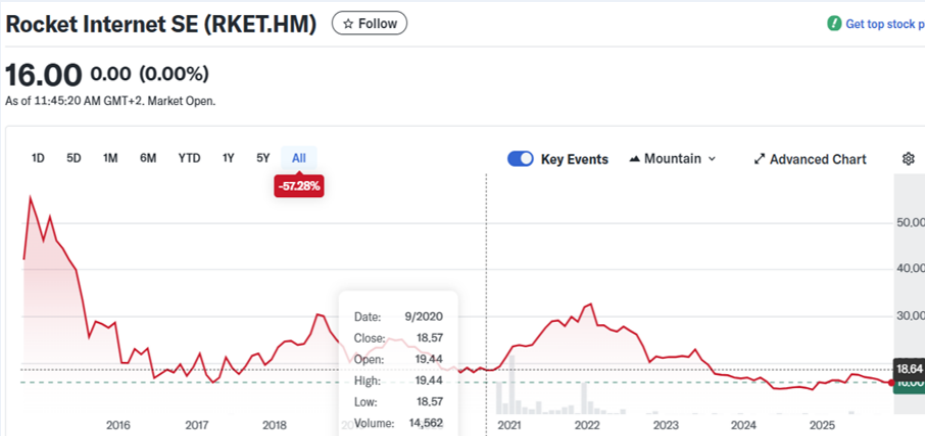 Rocket Internet SE (RKET.HM) ☆ Follow
Get top stock p
16.00 0.00 (0.00%)
As of 11:45:20 AM GMT+2. Market Open.
1D 5D 1M 6M YTD 1Y 5Y All Key Events Mountain Advanced Chart
-57.28%
50,00
40,00
30,00
Date: 9/2020
Close: 18,57
Open: 19,44
High: 19,44
Low: 18,57
Volume: 14,562
18.64
16.00
2016 2017 2018 2021 2022 2023 2024 2025